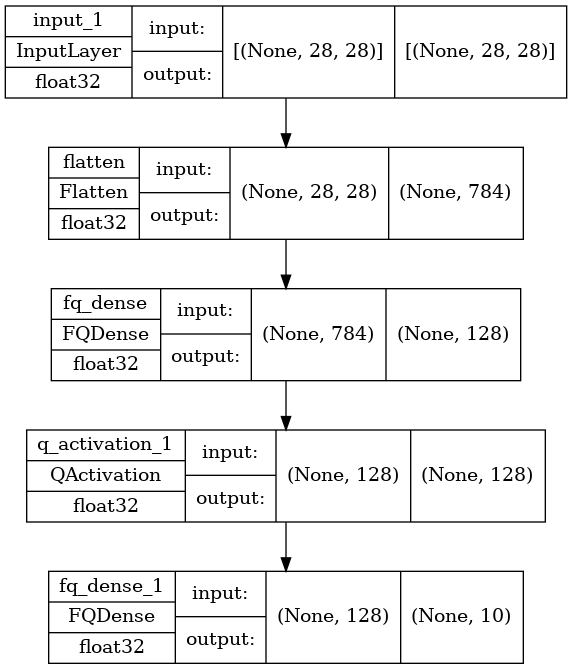 input_1
InputLayer
float32
input:
output:
[(None, 28, 28)]
[(None, 28, 28)]
flatten
Flatten
float32
input:
output:
(None, 28, 28)
(None, 784)
fq_dense
FQDense
float32
input:
output:
(None, 784)
(None, 128)
q_activation_1
QActivation
float32
input:
output:
(None, 128)
(None, 128)
fq_dense_1
FQDense
float32
input:
output:
(None, 128)
(None, 10)